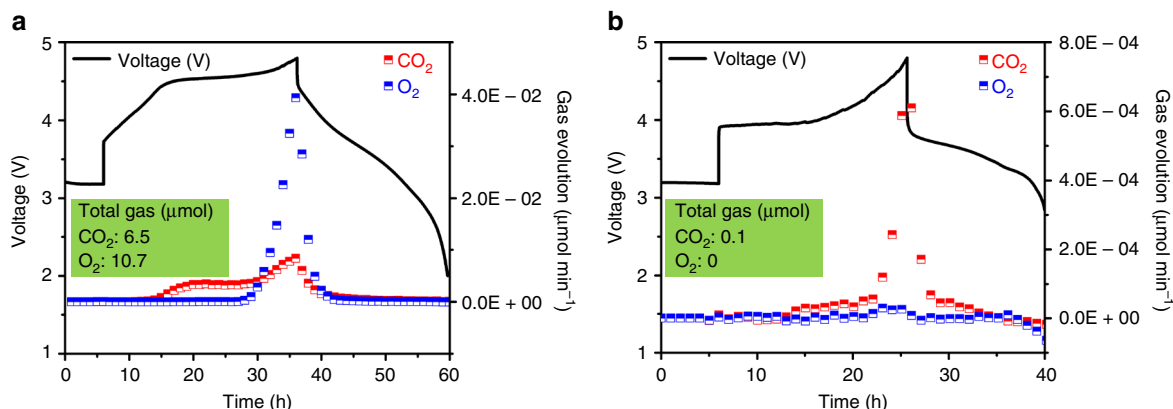 a
Voltage (V)
CO₂
O₂
Total gas (μmol)
CO₂: 6.5
O₂: 10.7
5
4
3
2
1
Voltage (V)
4.0E − 02
2.0E − 02
0.0E + 00
Gas evolution (μmol min⁻¹)
0 10 20 30 40 50 60
Time (h)
b
Voltage (V)
CO₂
O₂
Total gas (μmol)
CO₂: 0.1
O₂: 0
5
4
3
2
1
Voltage (V)
8.0E − 04
6.0E − 04
4.0E − 04
2.0E − 04
0.0E + 00
Gas evolution (μmol min⁻¹)
0 10 20 30 40
Time (h)